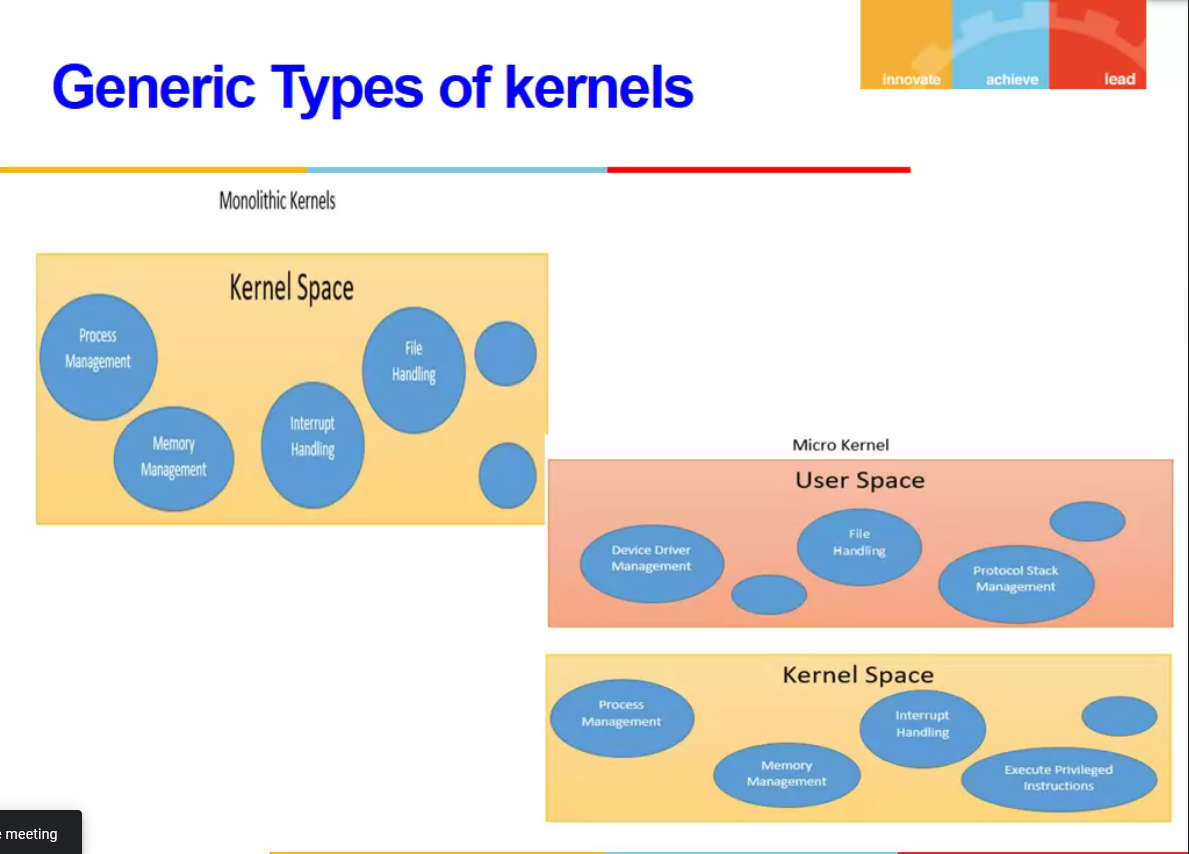 innovate achieve lead
Generic Types of kernels
Monolithic Kernels
Kernel Space
Process
Management
Memory
Management
Interrupt
Handling
File
Handling
Micro Kernel
User Space
Device Driver
Management
File
Handling
Protocol Stack
Management
Kernel Space
Process
Management
Memory
Management
Interrupt
Handling
Execute Privileged
Instructions
meeting